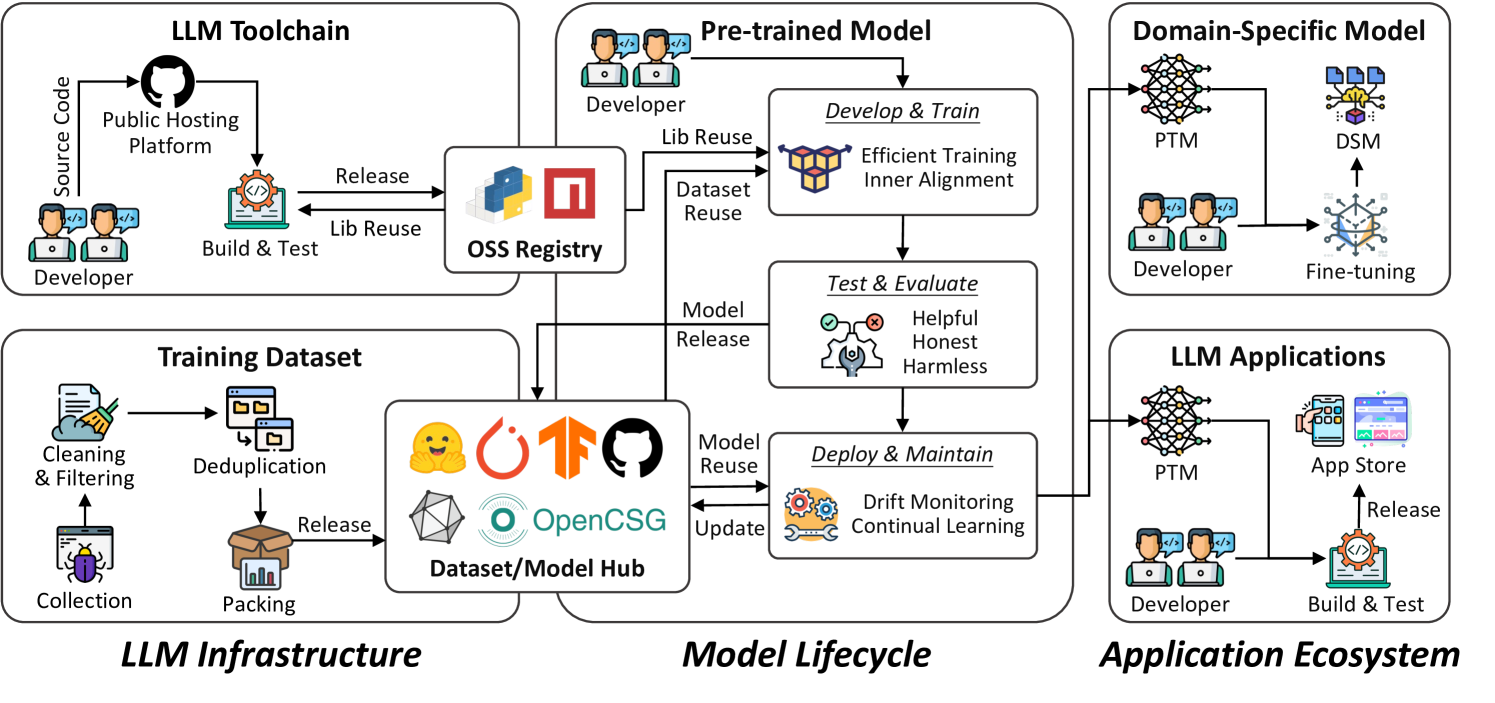 LLM Toolchain
Source Code
Public Hosting
Platform
Developer
Build & Test
Release
Lib Reuse
OSS Registry
Training Dataset
Cleaning
& Filtering
Deduplication
Collection
Packing
Release
OpenCSG
Dataset/Model Hub
LLM Infrastructure
Pre-trained Model
Developer
Lib Reuse
Dataset
Reuse
Develop & Train
Efficient Training
Inner Alignment
Model
Release
Test & Evaluate
Helpful
Honest
Harmless
Model
Reuse
Update
Deploy & Maintain
Drift Monitoring
Continual Learning
Model Lifecycle
Domain-Specific Model
PTM
DSM
Developer
Fine-tuning
LLM Applications
PTM
App Store
Release
Developer
Build & Test
Application Ecosystem